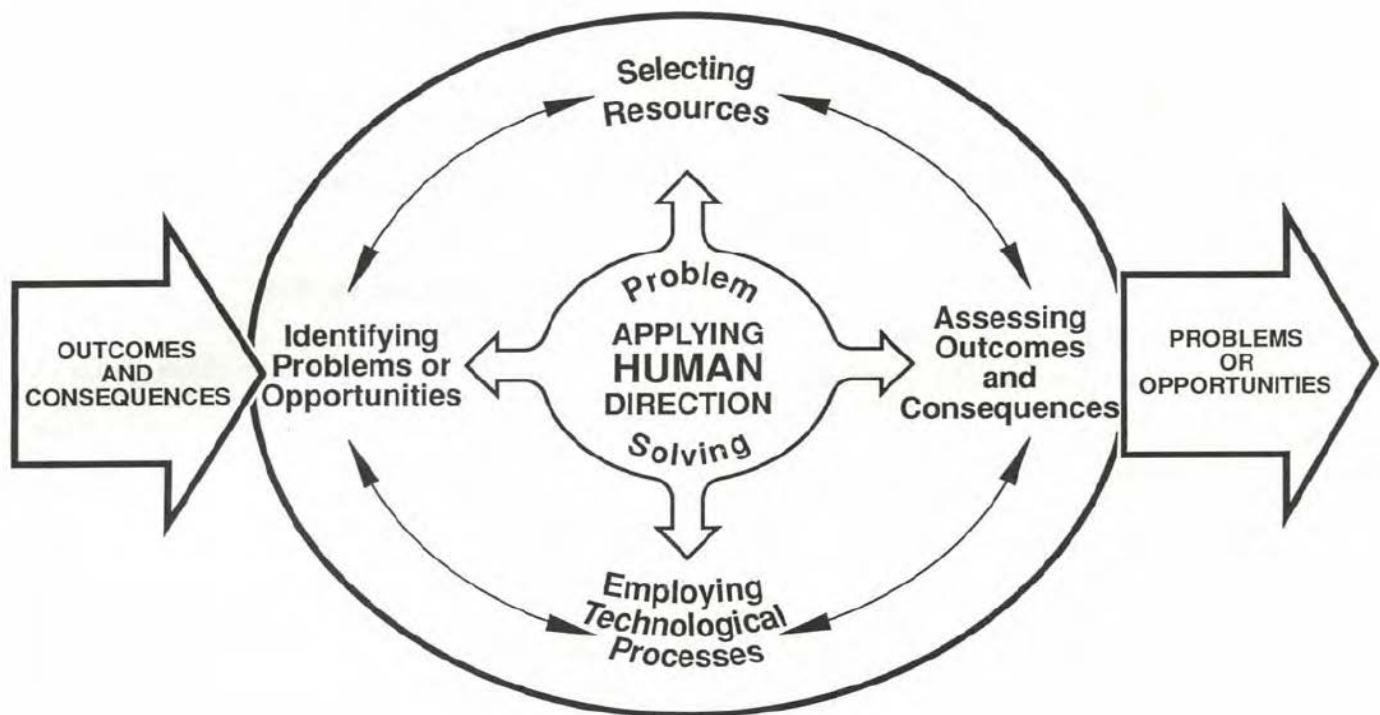 Selecting
Resources
OUTCOMES
AND
CONSEQUENCES
Identifying
Problems or
Opportunities
Problem
APPLYING
HUMAN
DIRECTION
Solving
Assessing
Outcomes
and
Consequences
PROBLEMS
OR
OPPORTUNITIES
Employing
Technological
Processes